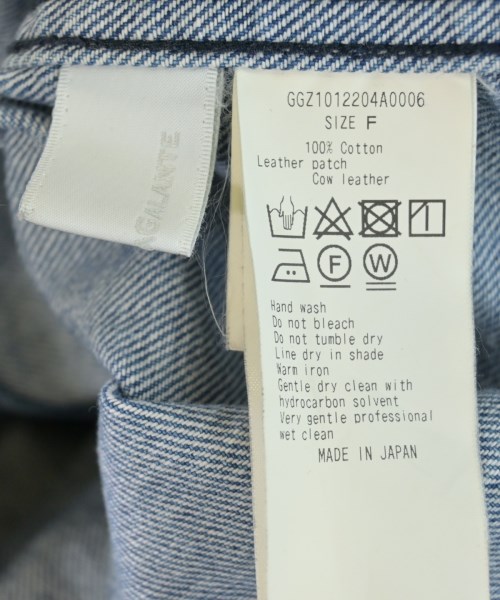 GGZ1012204A0006
SIZE F
100% Cotton
Leather patch
Cow leather
F
W
Hand wash
Do not bleach
Do not tumble dry
Line dry in shade
Warm iron
Gentle dry clean with
hydrocarbon solvent
Very gentle professional
wet clean
MADE IN JAPAN